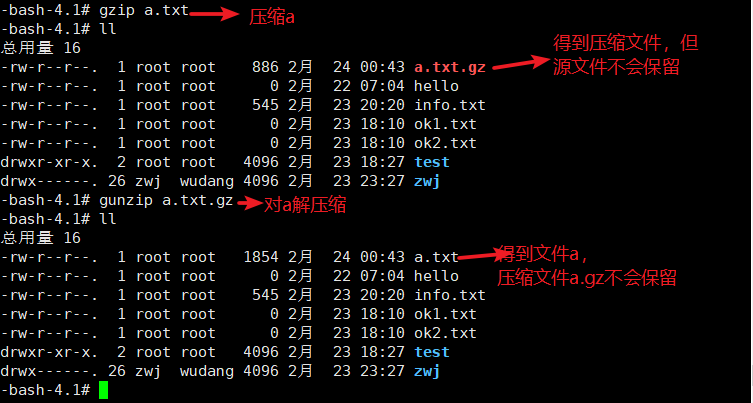 -bash-4.1# gzip a.txt 压缩a
-bash-4.1# ll
总用量 16
-rw-r--r--. 1 root root 886 2月 24 00:43 a.txt.gz 得到压缩文件，但
源文件不会保留
-rw-r--r--. 1 root root 0 2月 22 07:04 hello
-rw-r--r--. 1 root root 545 2月 23 20:20 info.txt
-rw-r--r--. 1 root root 0 2月 23 18:10 ok1.txt
-rw-r--r--. 1 root root 0 2月 23 18:10 ok2.txt
drwxr-xr-x. 2 root root 4096 2月 23 18:27 test
drwx------. 26 zwj wudang 4096 2月 23 23:27 zwj
-bash-4.1# gunzip a.txt.gz 对a解压缩
-bash-4.1# ll
总用量 16
-rw-r--r--. 1 root root 1854 2月 24 00:43 a.txt 得到文件a，
压缩文件a.gz不会保留
-rw-r--r--. 1 root root 0 2月 22 07:04 hello
-rw-r--r--. 1 root root 545 2月 23 20:20 info.txt
-rw-r--r--. 1 root root 0 2月 23 18:10 ok1.txt
-rw-r--r--. 1 root root 0 2月 23 18:10 ok2.txt
drwxr-xr-x. 2 root root 4096 2月 23 18:27 test
drwx------. 26 zwj wudang 4096 2月 23 23:27 zwj
-bash-4.1#